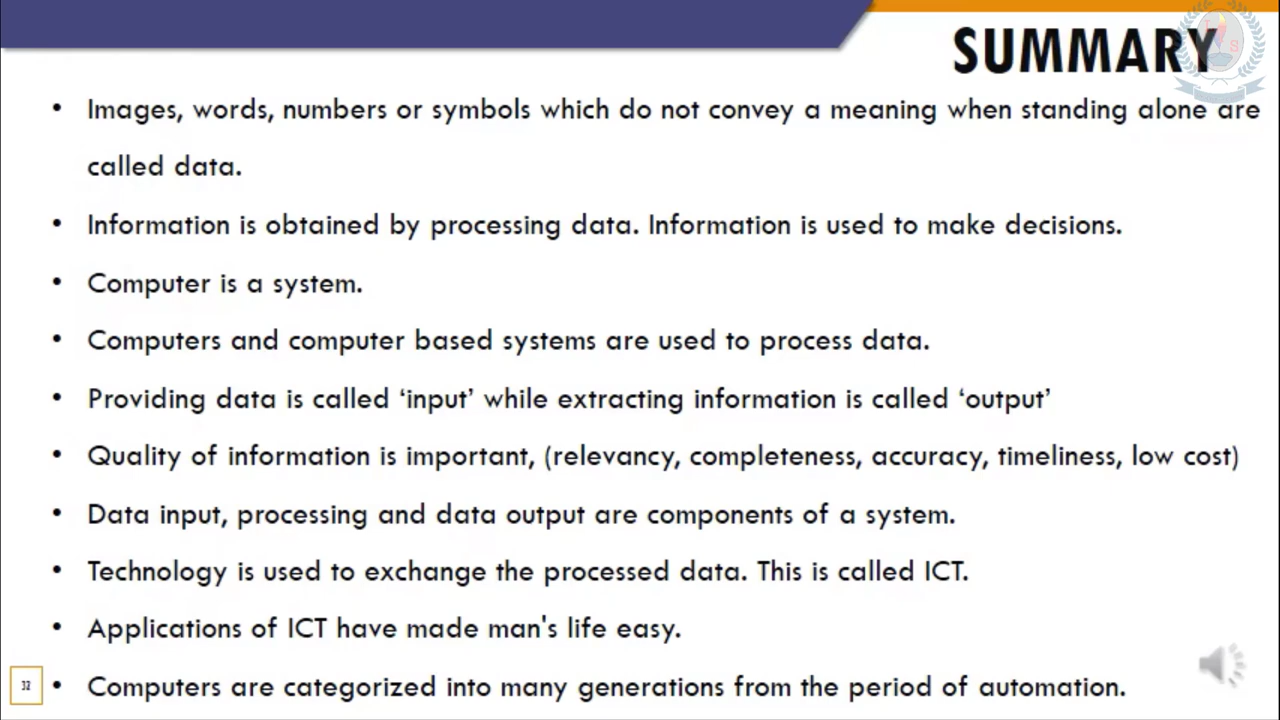 SUMMARY
• Images, words, numbers or symbols which do not convey a meaning when standing alone are
called data.
• Information is obtained by processing data. Information is used to make decisions.
• Computer is a system.
• Computers and computer based systems are used to process data.
• Providing data is called ‘input’ while extracting information is called ‘output’
• Quality of information is important, (relevancy, completeness, accuracy, timeliness, low cost)
• Data input, processing and data output are components of a system.
• Technology is used to exchange the processed data. This is called ICT.
• Applications of ICT have made man's life easy.
• Computers are categorized into many generations from the period of automation.